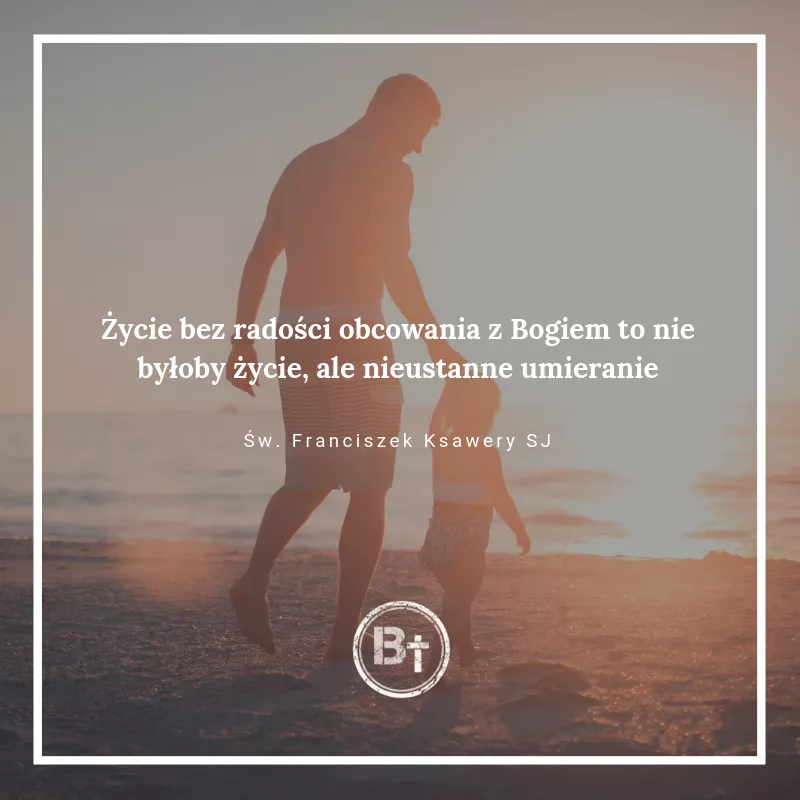 Życie bez radości obcowania z Bogiem to nie
byłoby życie, ale nieustanne umieranie
Św. Franciszek Ksawery SJ
B†